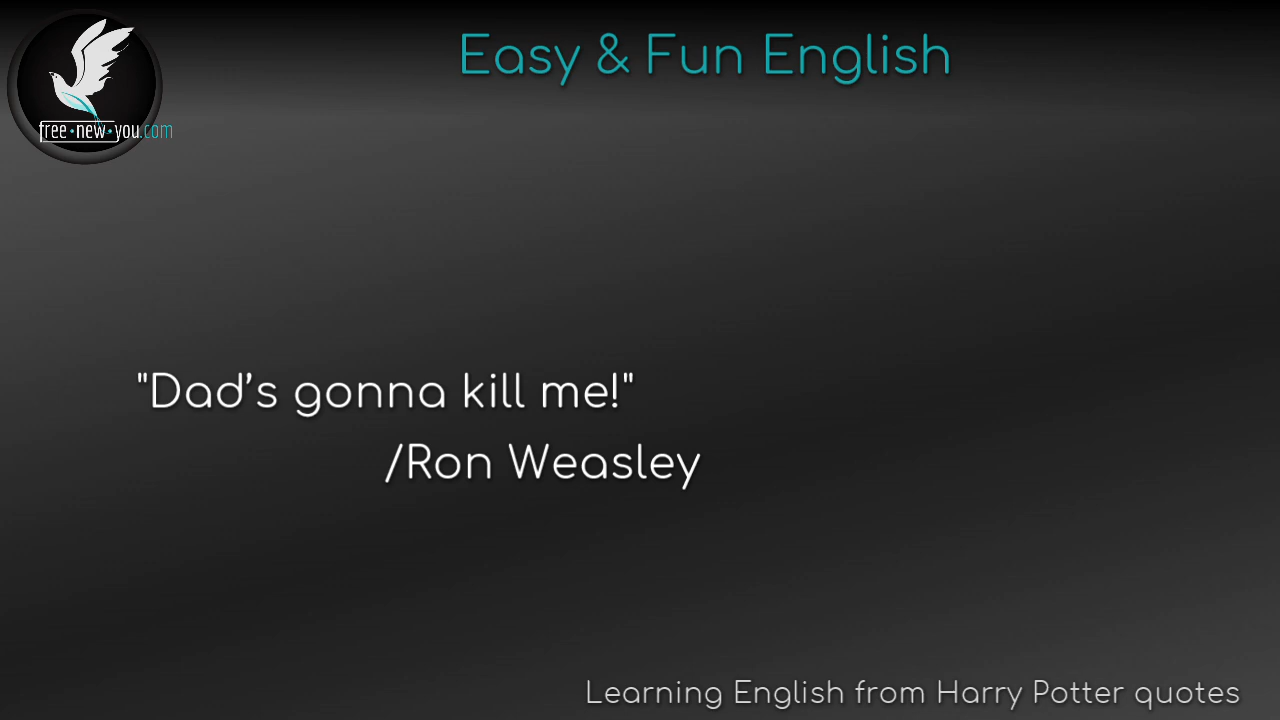 Easy & Fun English
free•new•you.com
"Dad’s gonna kill me!"
/Ron Weasley
Learning English from Harry Potter quotes